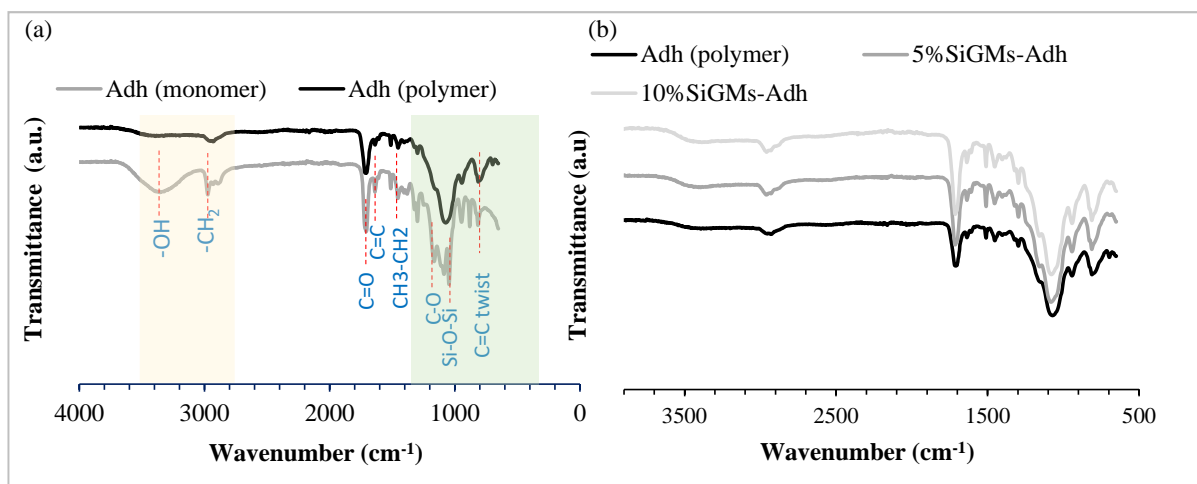 (a)
Adh (monomer) Adh (polymer)
Transmittance (a.u.)
-OH
-CH2
C=O
C=C
CH3-CH2
C-O
Si-O-Si
C=C twist
4000 3000 2000 1000 0
Wavenumber (cm-1)
(b)
Adh (polymer) 5%SiGMs-Adh
10%SiGMs-Adh
Transmittance (a.u)
3500 2500 1500 500
Wavenumber (cm-1)